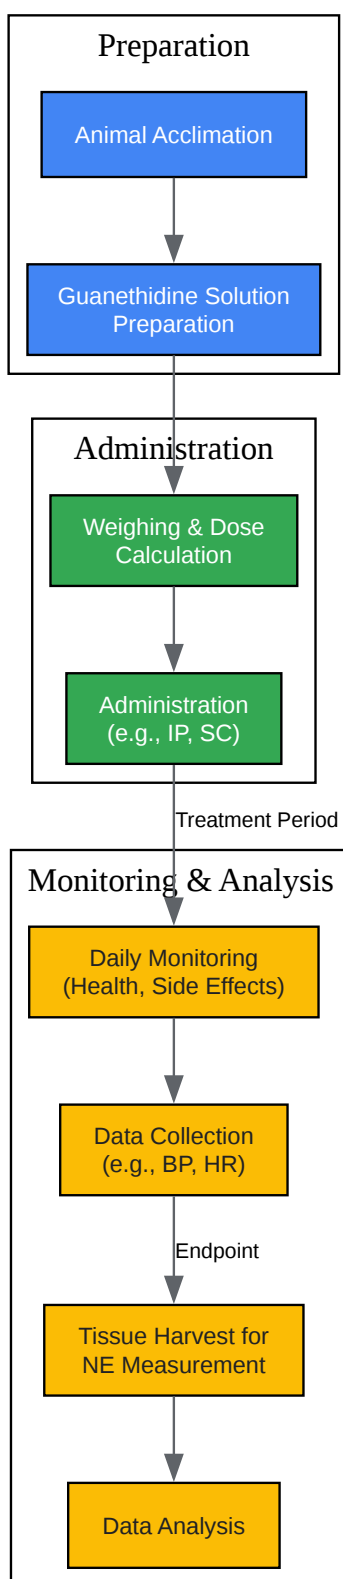 Preparation
Animal Acclimation
Guanethidine Solution
Preparation
Administration
Weighing & Dose
Calculation
Administration
(e.g., IP, SC)
Treatment Period
Monitoring & Analysis
Daily Monitoring
(Health, Side Effects)
Data Collection
(e.g., BP, HR)
Endpoint
Tissue Harvest for
NE Measurement
Data Analysis